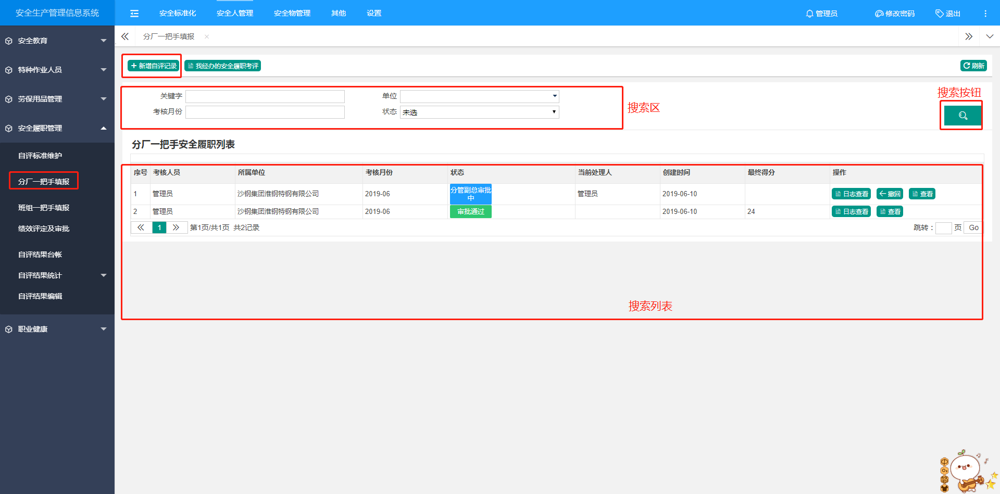 安全生产管理信息系统
安全标准化 安全人管理 安全物管理 其他 设置
管理员 修改密码 退出
安全教育
特种作业人员
劳保用品管理
安全履职管理
自评标准维护
分厂一把手填报
班组一把手填报
绩效评定及审批
自评结果台帐
自评结果统计
自评结果编辑
职业健康
分厂一把手填报
新增自评记录 我经办的安全履职考评 刷新
关键字 单位
考核月份 状态 未选
搜索区
搜索按钮
分厂一把手安全履职列表
序号 考核人员 所属单位 考核月份 状态 当前处理人 创建时间 最终得分 操作
1 管理员 沙钢集团淮钢特钢有限公司 2019-06 分管副总审批中 管理员 2019-06-10 日志查看 撤回 查看
2 管理员 沙钢集团淮钢特钢有限公司 2019-06 审批通过 2019-06-10 24 日志查看 查看
1 第1页/共1页 共2记录 跳转： 页 Go
搜索列表
中
简